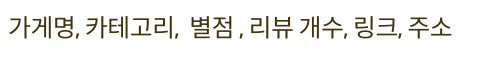 가게명, 카테고리,  별점 , 리뷰 개수, 링크, 주소